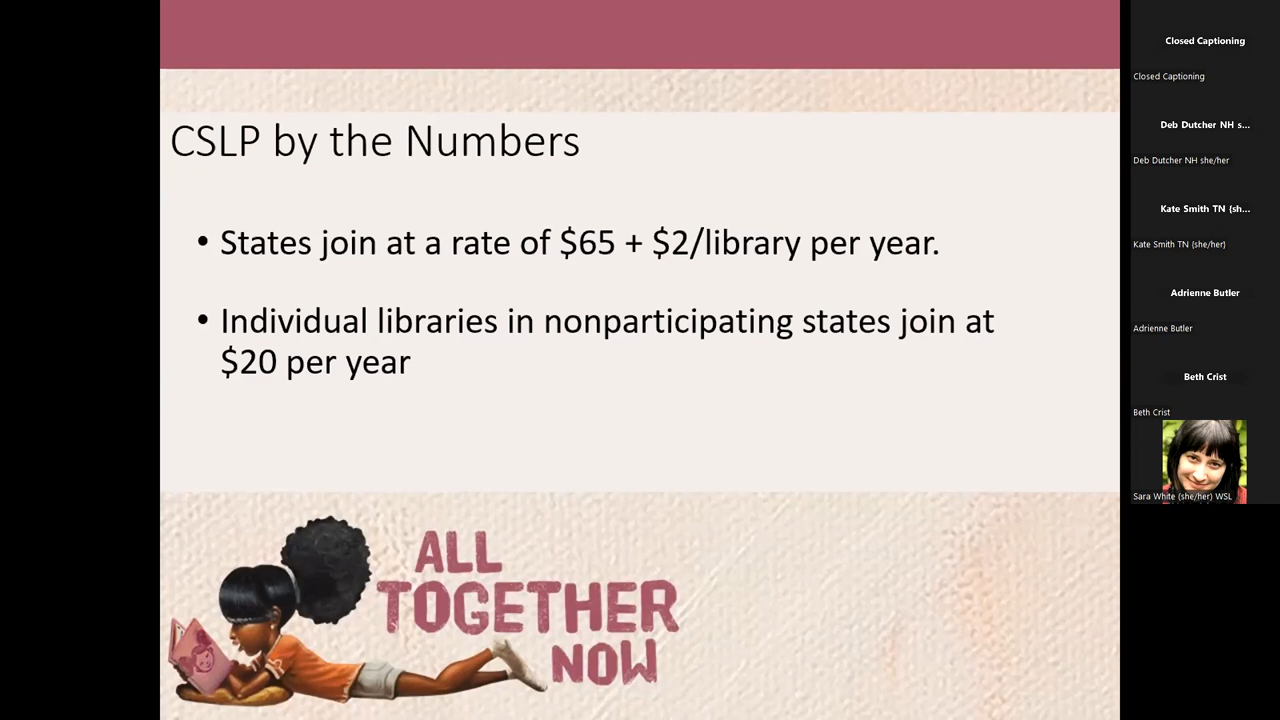 CSLP by the Numbers
• States join at a rate of $65 + $2/library per year.
• Individual libraries in nonparticipating states join at
$20 per year
ALL
TOGETHER
NOW
Closed Captioning
Closed Captioning
Deb Dutcher NH s...
Deb Dutcher NH she/her
Kate Smith TN (sh...
Kate Smith TN (she/her)
Adrienne Butler
Adrienne Butler
Beth Crist
Beth Crist
Sara White (she/her) WSL